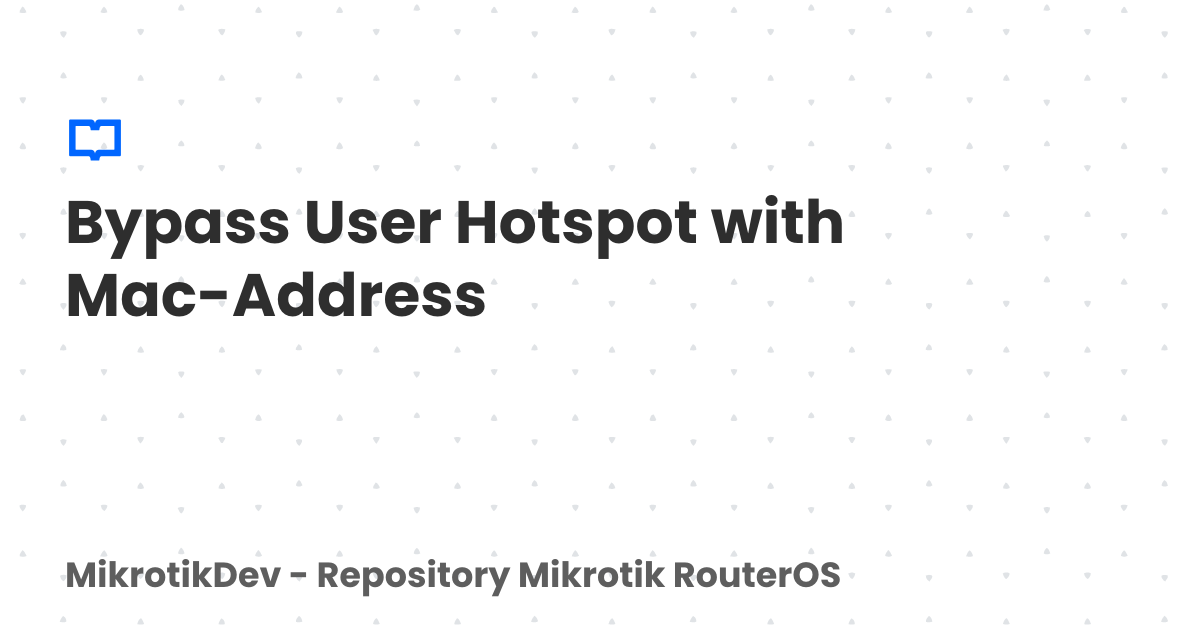 Bypass User Hotspot with
Mac-Address
MikrotikDev - Repository Mikrotik RouterOS